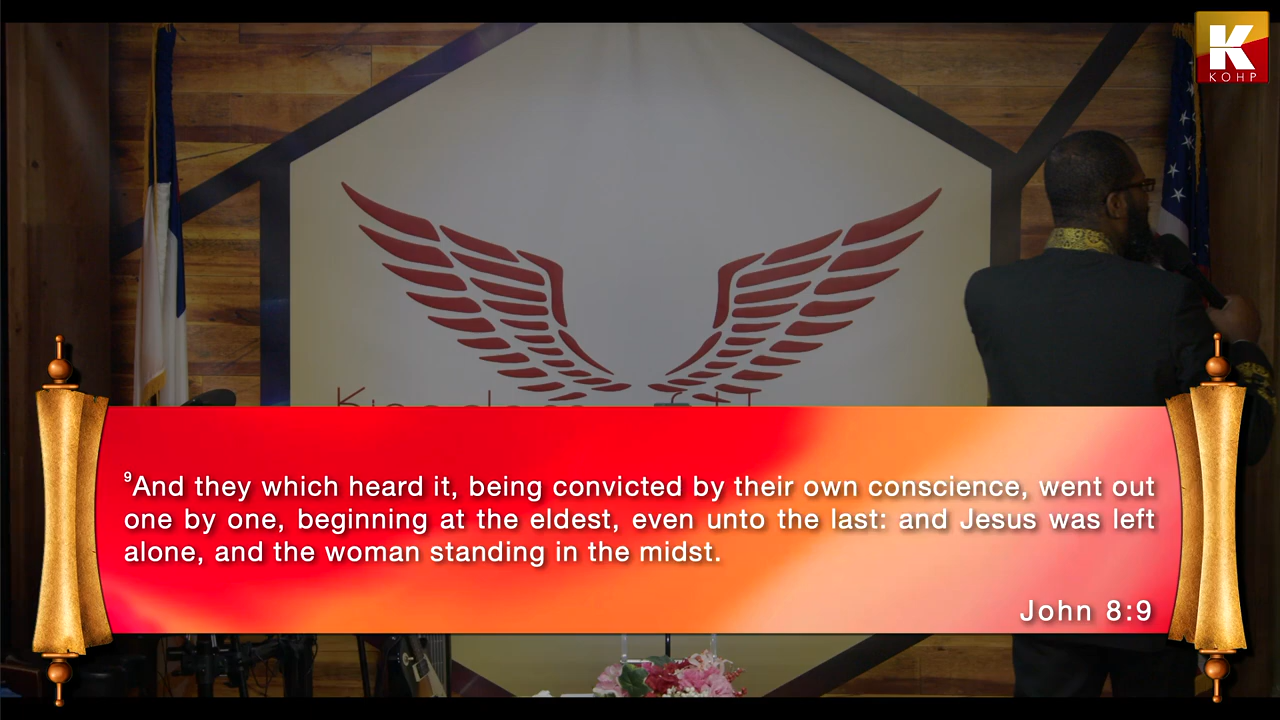 K
KOHP
⁹And they which heard it, being convicted by their own conscience, went out
one by one, beginning at the eldest, even unto the last: and Jesus was left
alone, and the woman standing in the midst.
John 8:9